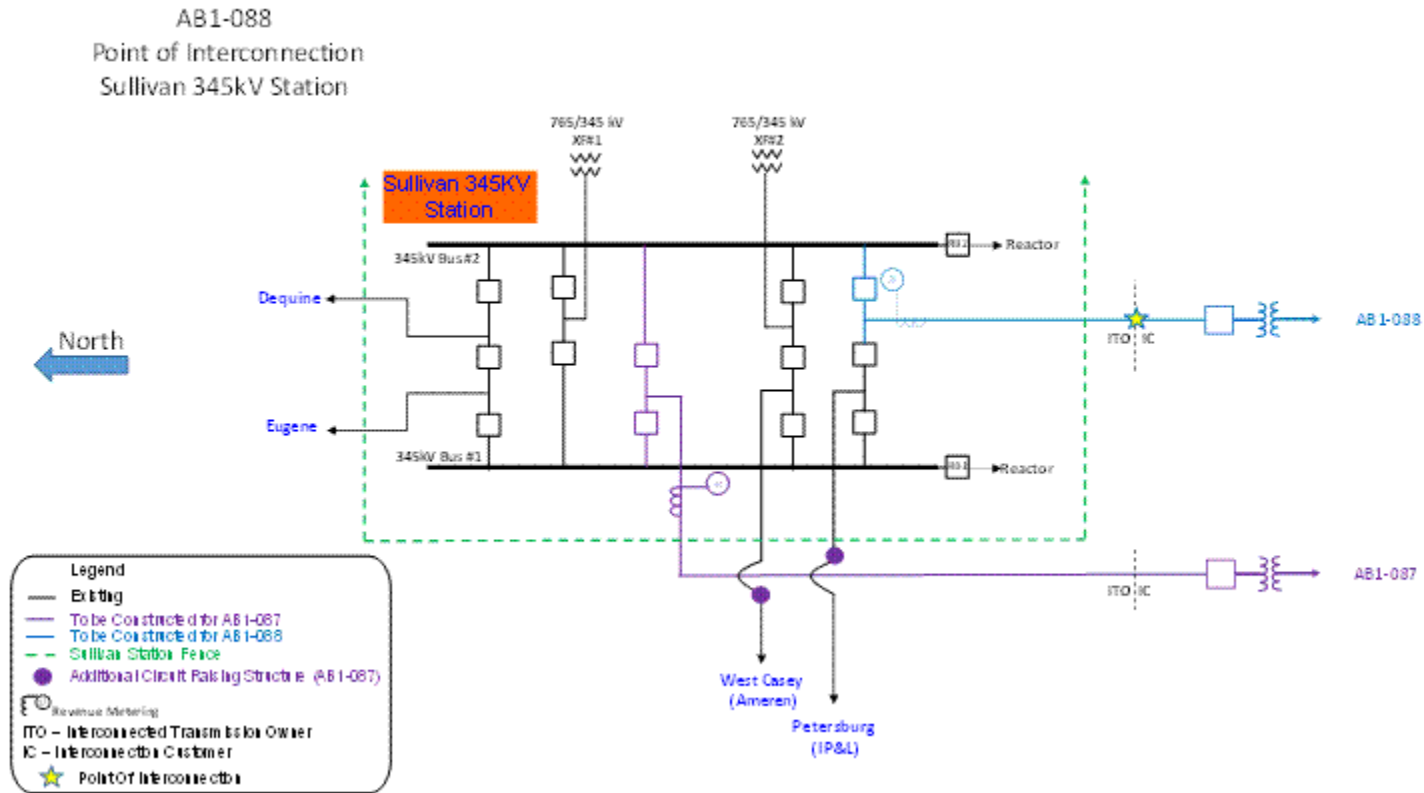 AB1-088
Point of Interconnection
Sullivan 345kV Station
765/345 kV
XF#1
765/345 kV
XF#2
Sullivan 345KV
Station
345kV Bus #2
Reactor
Dequine
AB1-088
ITO IC
North
Eugene
345kV Bus #1
Reactor
ITO IC
AB1-087
West Casey
(Ameren)
Petersburg
(IP&L)
Legend
Existing
To be Constructed for AB1-087
To be Constructed for AB1-088
Sullivan Station Fence
Additional Circuit Raising Structure (AB1-087)
Revenue Metering
ITO – Interconnected Transmission Owner
IC – Interconnection Customer
Point Of Interconnection